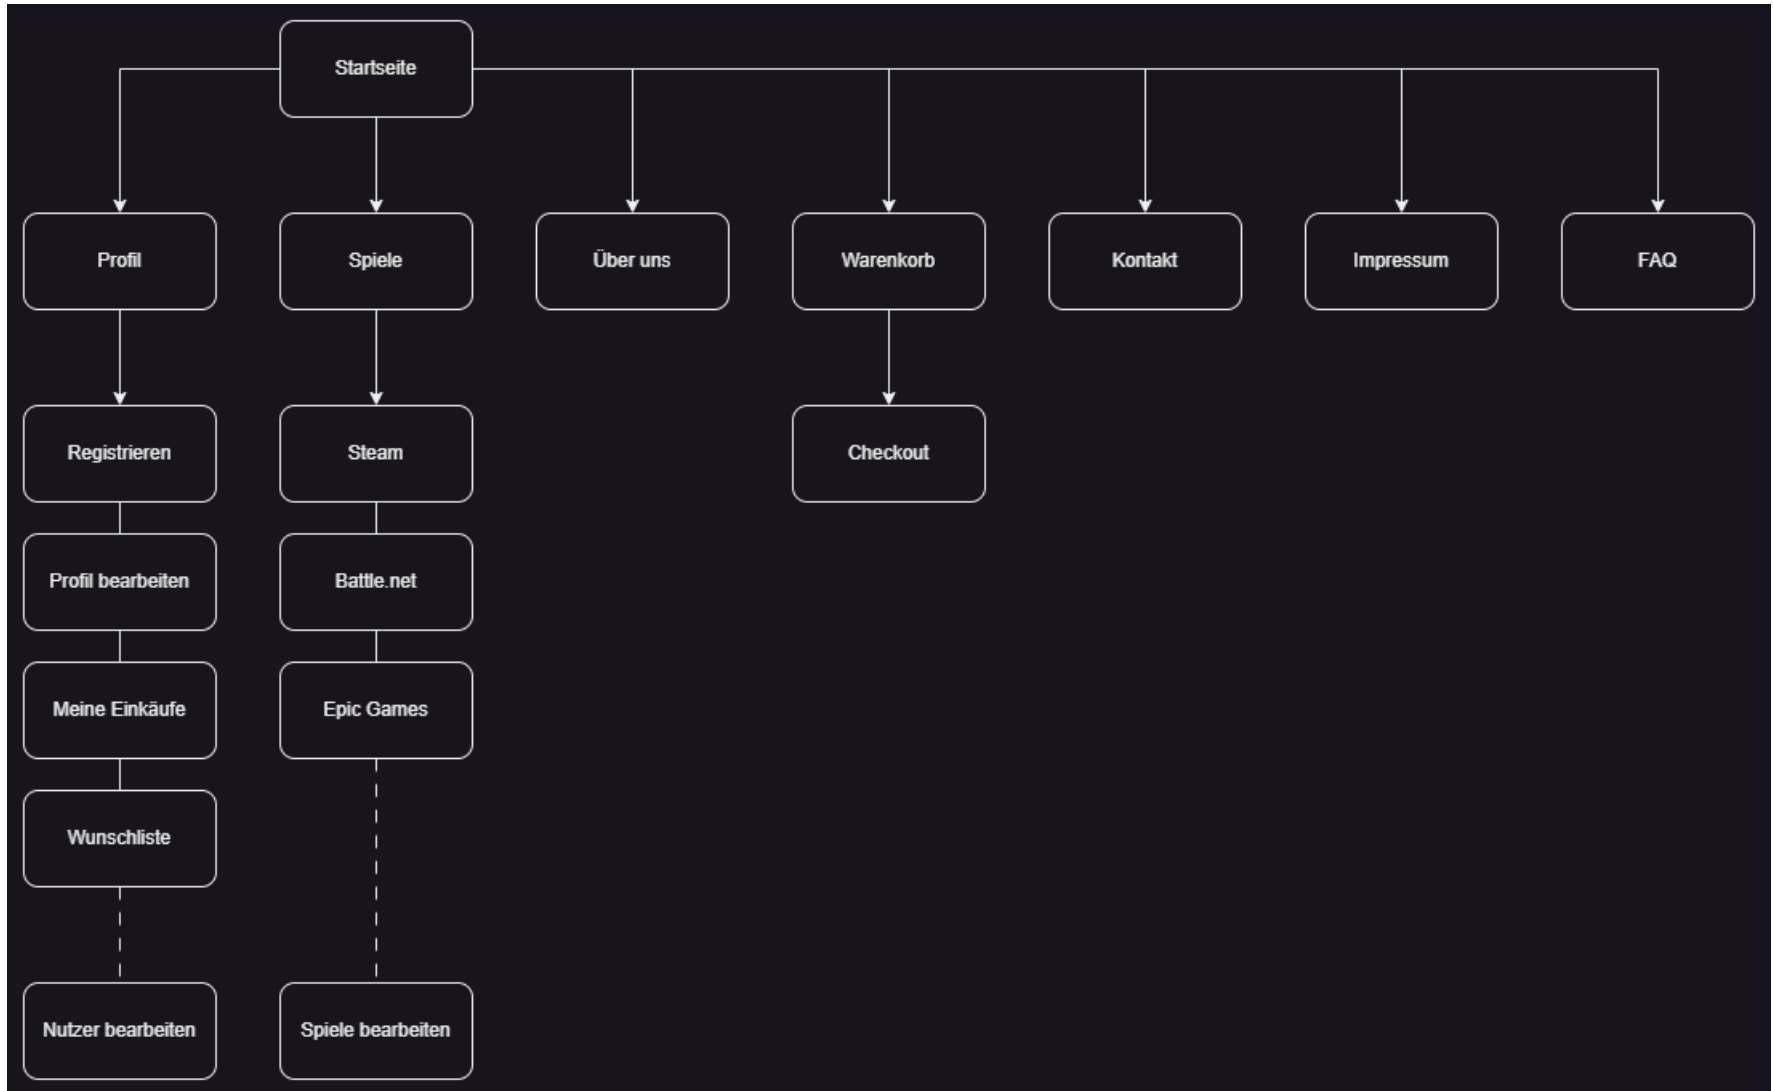 Startseite
Profil
Spiele
Über uns
Warenkorb
Kontakt
Impressum
FAQ
Registrieren
Steam
Checkout
Profil bearbeiten
Battle.net
Meine Einkäufe
Epic Games
Wunschliste
Nutzer bearbeiten
Spiele bearbeiten